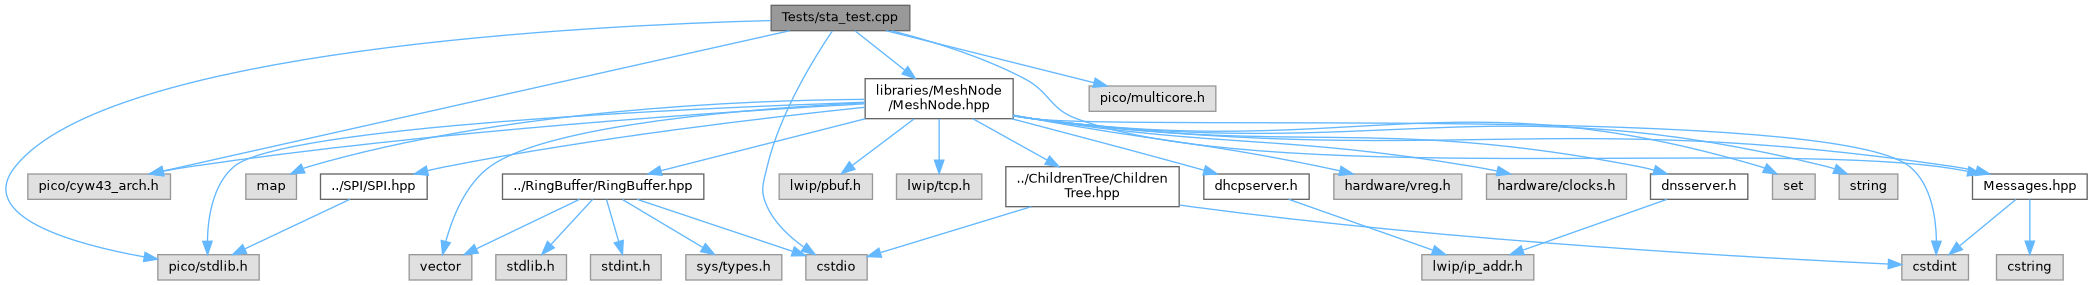 Tests/sta_test.cpp
libraries/MeshNode
/MeshNode.hpp
pico/multicore.h
pico/cyw43_arch.h
map
../SPI/SPI.hpp
../RingBuffer/RingBuffer.hpp
lwip/pbuf.h
lwip/tcp.h
../ChildrenTree/Children
Tree.hpp
dhcpserver.h
hardware/vreg.h
hardware/clocks.h
dnsserver.h
set
string
Messages.hpp
pico/stdlib.h
vector
stdlib.h
stdint.h
sys/types.h
cstdio
lwip/ip_addr.h
cstdint
cstring